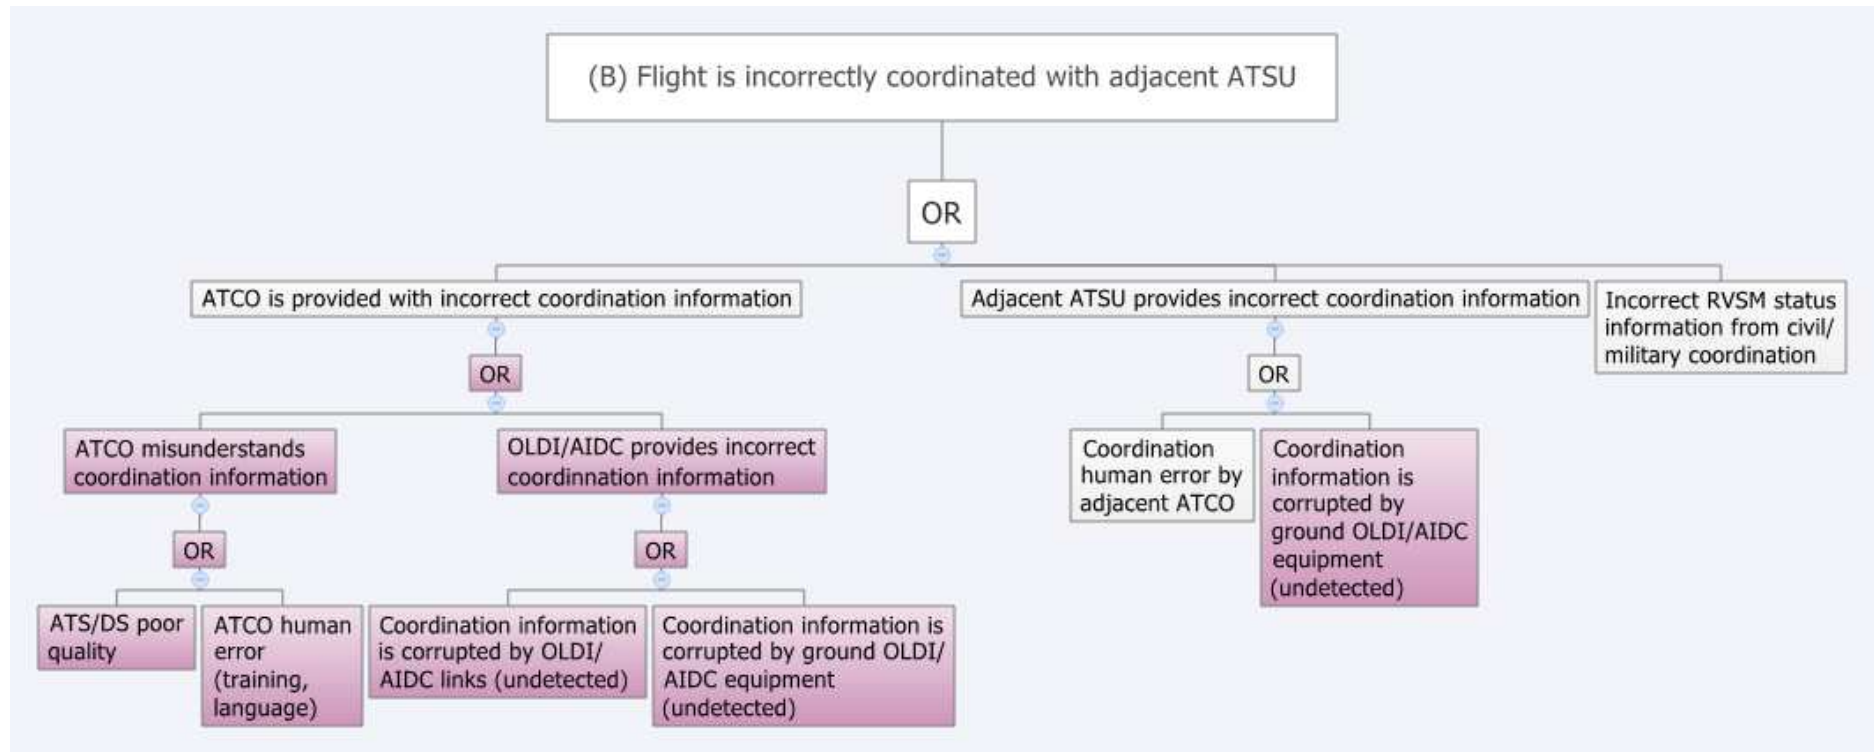 (B) Flight is incorrectly coordinated with adjacent ATSU
OR
ATCO is provided with incorrect coordination information
Adjacent ATSU provides incorrect coordination information
Incorrect RVSM status
information from civil/
military coordination
OR
OR
ATCO misunderstands
coordination information
OLDI/AIDC provides incorrect
coordinnation information
Coordination
human error by
adjacent ATCO
Coordination
information is
corrupted by
ground OLDI/AIDC
equipment
(undetected)
OR
OR
ATS/DS poor
quality
ATCO human
error
(training,
language)
Coordination information
is corrupted by OLDI/
AIDC links (undetected)
Coordination information is
corrupted by ground OLDI/
AIDC equipment
(undetected)